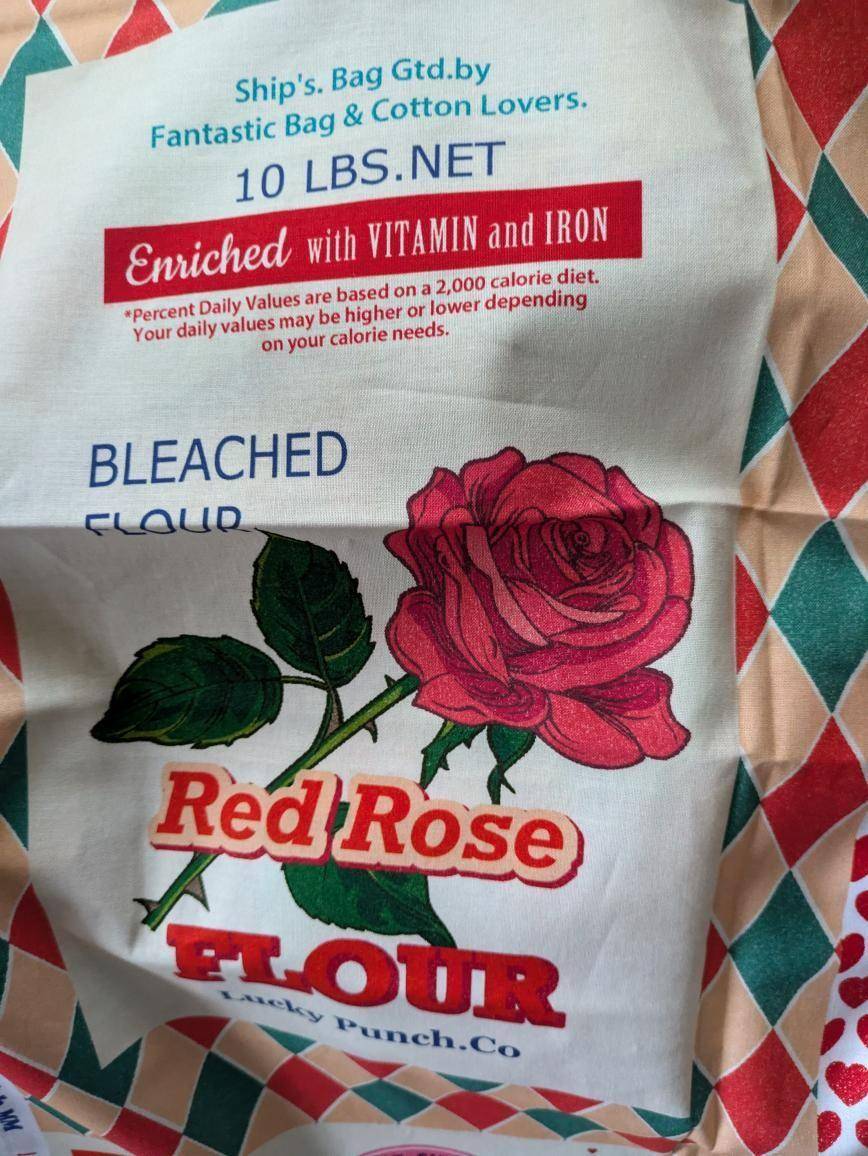 Ship's. Bag Gtd.by
Fantastic Bag & Cotton Lovers.
10 LBS.NET
Enriched with VITAMIN and IRON
*Percent Daily Values are based on a 2,000 calorie diet.
Your daily values may be higher or lower depending
on your calorie needs.
BLEACHED
FLOUR
Red Rose
FLOUR
Lucky Punch.Co